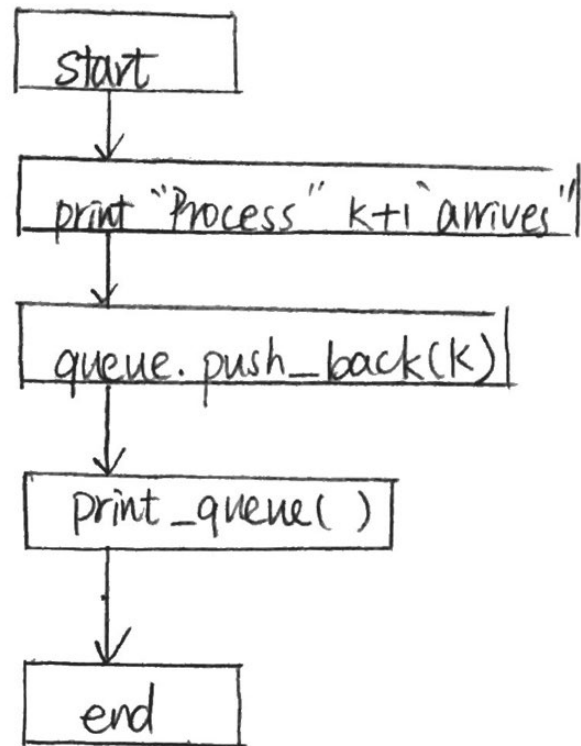 start
print "Process" k+1 "arrives"
queue.push_back(k)
print_queue( )
end